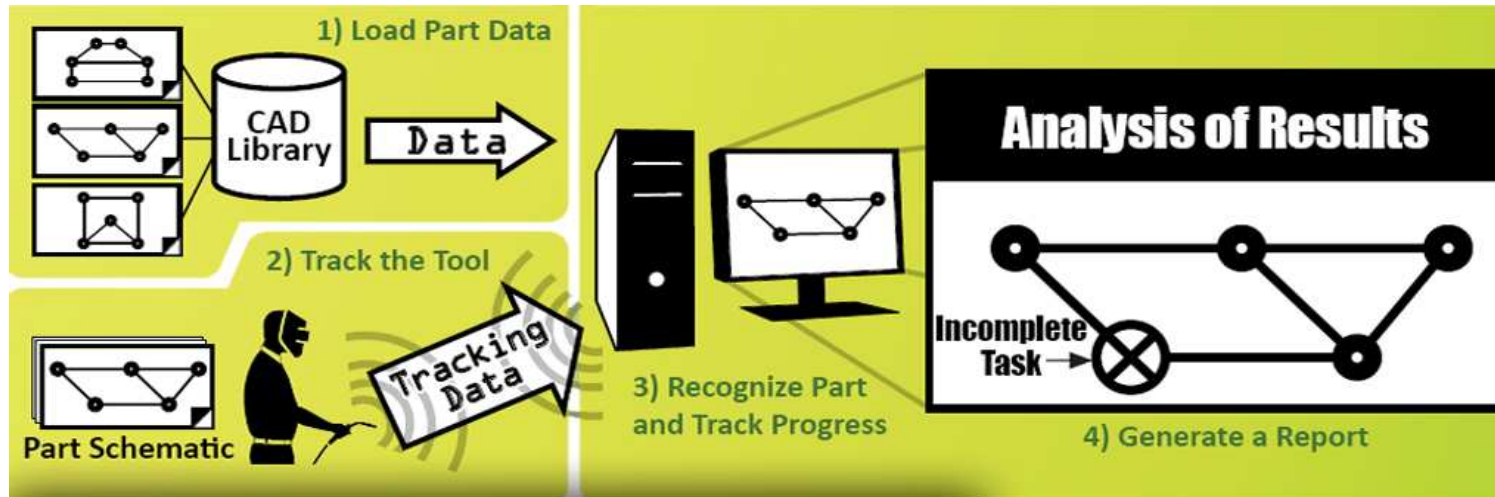 1) Load Part Data
CAD
Library
Data
2) Track the Tool
Tracking
Data
Part Schematic
3) Recognize Part
and Track Progress
Analysis of Results
Incomplete
Task
4) Generate a Report